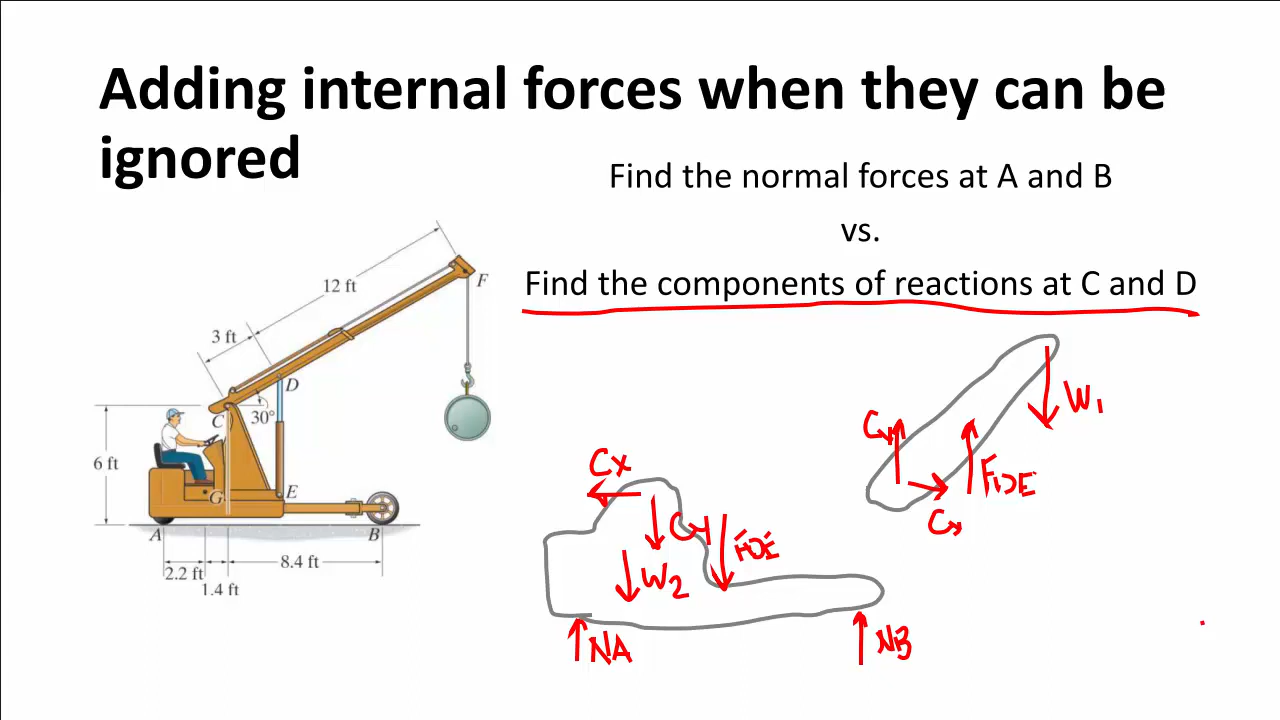 Adding internal forces when they can be
ignored
Find the normal forces at A and B
vs.
Find the components of reactions at C and D
12 ft
F
3 ft
D
C
30°
6 ft
G
E
A
B
2.2 ft
8.4 ft
1.4 ft
Cy
W1
FDE
Cx
Cx
Cy
FDE
W2
NA
NB